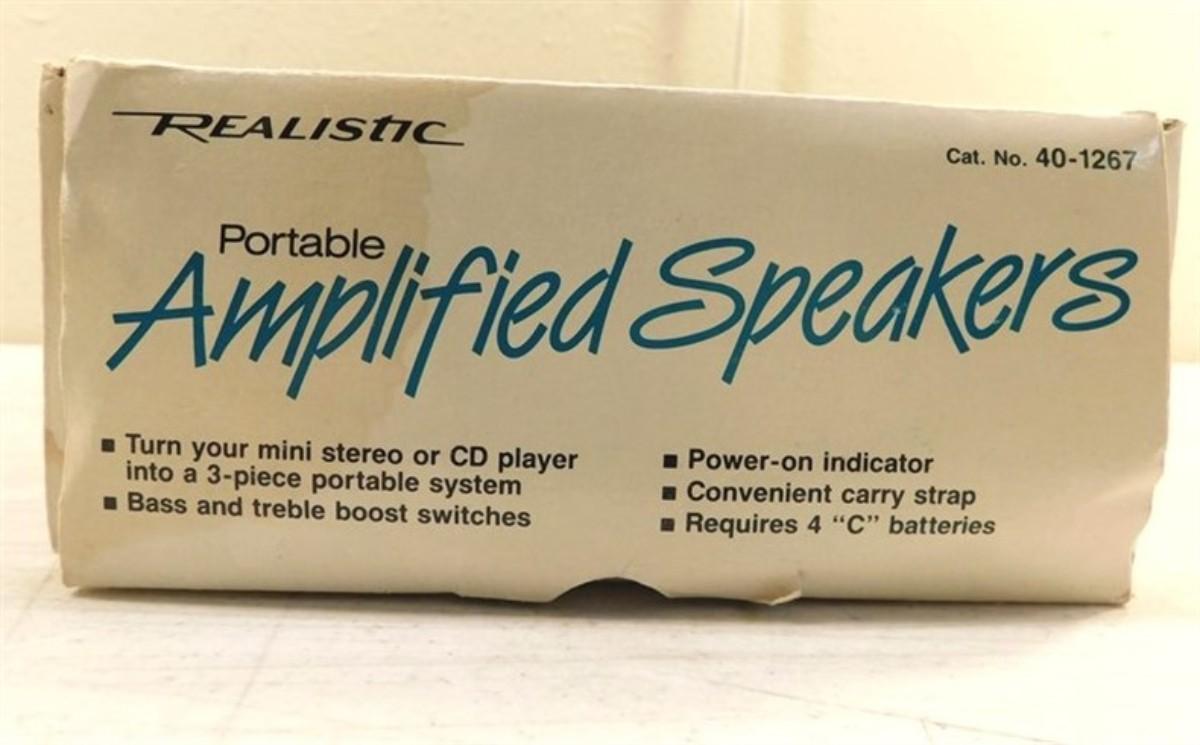 REALISTIC
Cat. No. 40-1267
Portable
Amplified Speakers
■ Turn your mini stereo or CD player
into a 3-piece portable system
■ Bass and treble boost switches
■ Power-on indicator
■ Convenient carry strap
■ Requires 4 “C” batteries